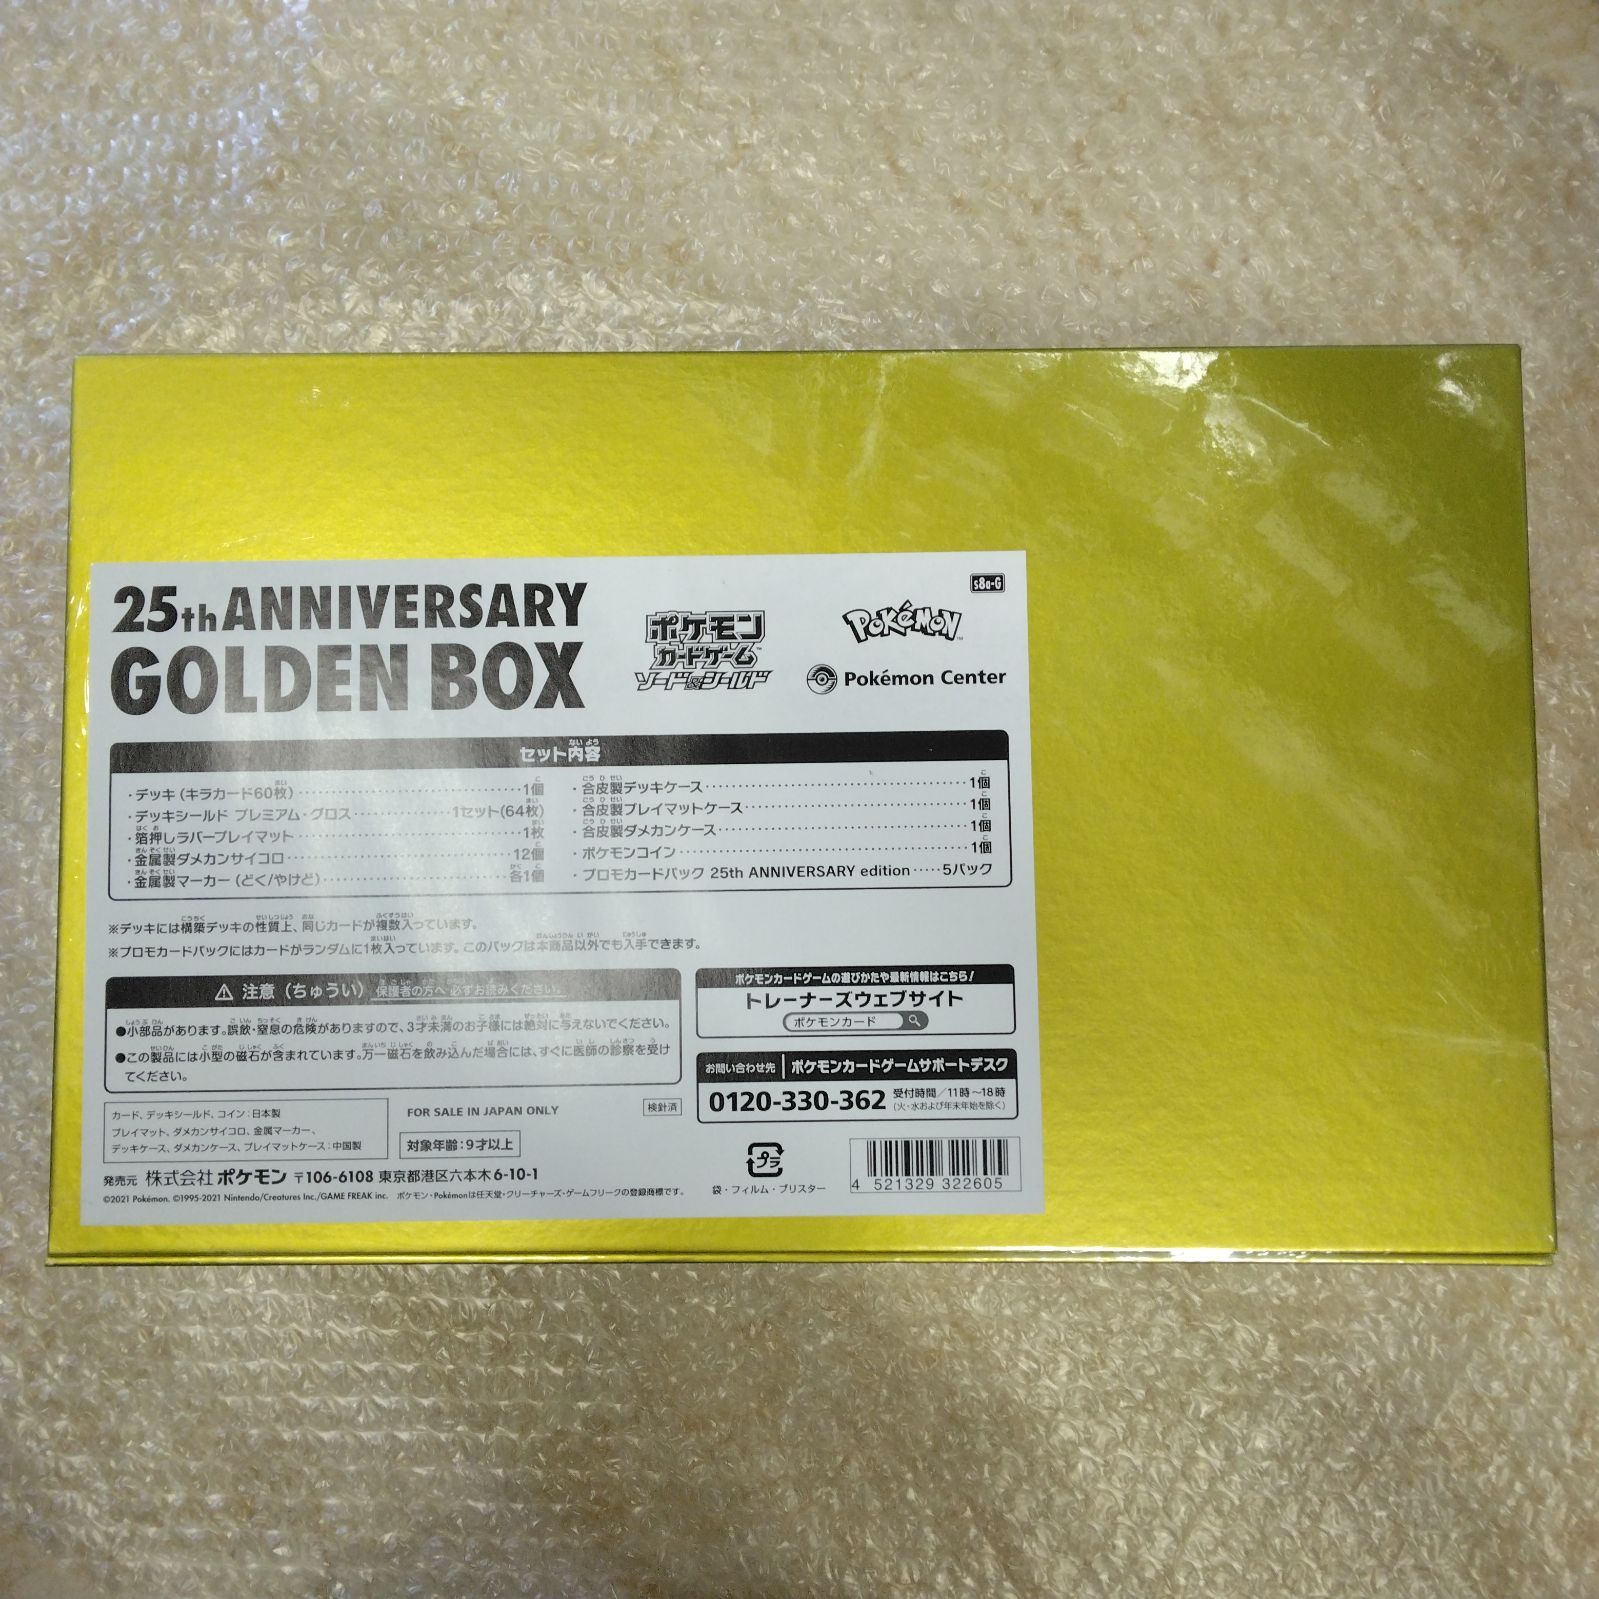 25th ANNIVERSARY
GOLDEN BOX
ポケモン
カードゲーム™
ソード&シールド
POKéMON™
Pokémon Center
s8a-G
セット内容
・デッキ(キラカード60枚)……1個
・デッキシールド プレミアム・グロス……1セット(64枚)
・箔押しラバープレイマット……1枚
・金属製ダメカンサイコロ……12個
・金属製マーカー(どく/やけど)……各1個
・合皮製デッキケース……1個
・合皮製プレイマットケース……1個
・合皮製ダメカンケース……1個
・ポケモンコイン……1個
・プロモカードパック 25th ANNIVERSARY edition……5パック
※デッキには構築デッキの性質上、同じカードが複数入っています。
※プロモカードパックにはカードがランダムに1枚入っています。このパックは本商品以外でも入手できます。
⚠ 注意(ちゅうい) 保護者の方へ 必ずお読みください。
●小部品があります。誤飲・窒息の危険がありますので、3才未満のお子様には絶対に与えないでください。
●この製品には小型の磁石が含まれています。万一磁石を飲み込んだ場合には、すぐに医師の診察を受け
てください。
ポケモンカードゲームの遊びかたや最新情報はこちら!
トレーナーズウェブサイト
ポケモンカード
お問い合わせ先 ポケモンカードゲームサポートデスク
0120-330-362 受付時間/11時〜18時
(火・水および年末年始を除く)
カード、デッキシールド、コイン:日本製
プレイマット、ダメカンサイコロ、金属マーカー、
デッキケース、ダメカンケース、プレイマットケース:中国製
FOR SALE IN JAPAN ONLY
検針済
対象年齢:9才以上
発売元 株式会社 ポケモン 〒106-6108 東京都港区六本木6-10-1
©2021 Pokémon. ©1995-2021 Nintendo/Creatures Inc./GAME FREAK inc. ポケモン・Pokémonは任天堂・クリーチャーズ・ゲームフリークの登録商標です。
プラ
袋・フィルム・ブリスター
4 521329 322605